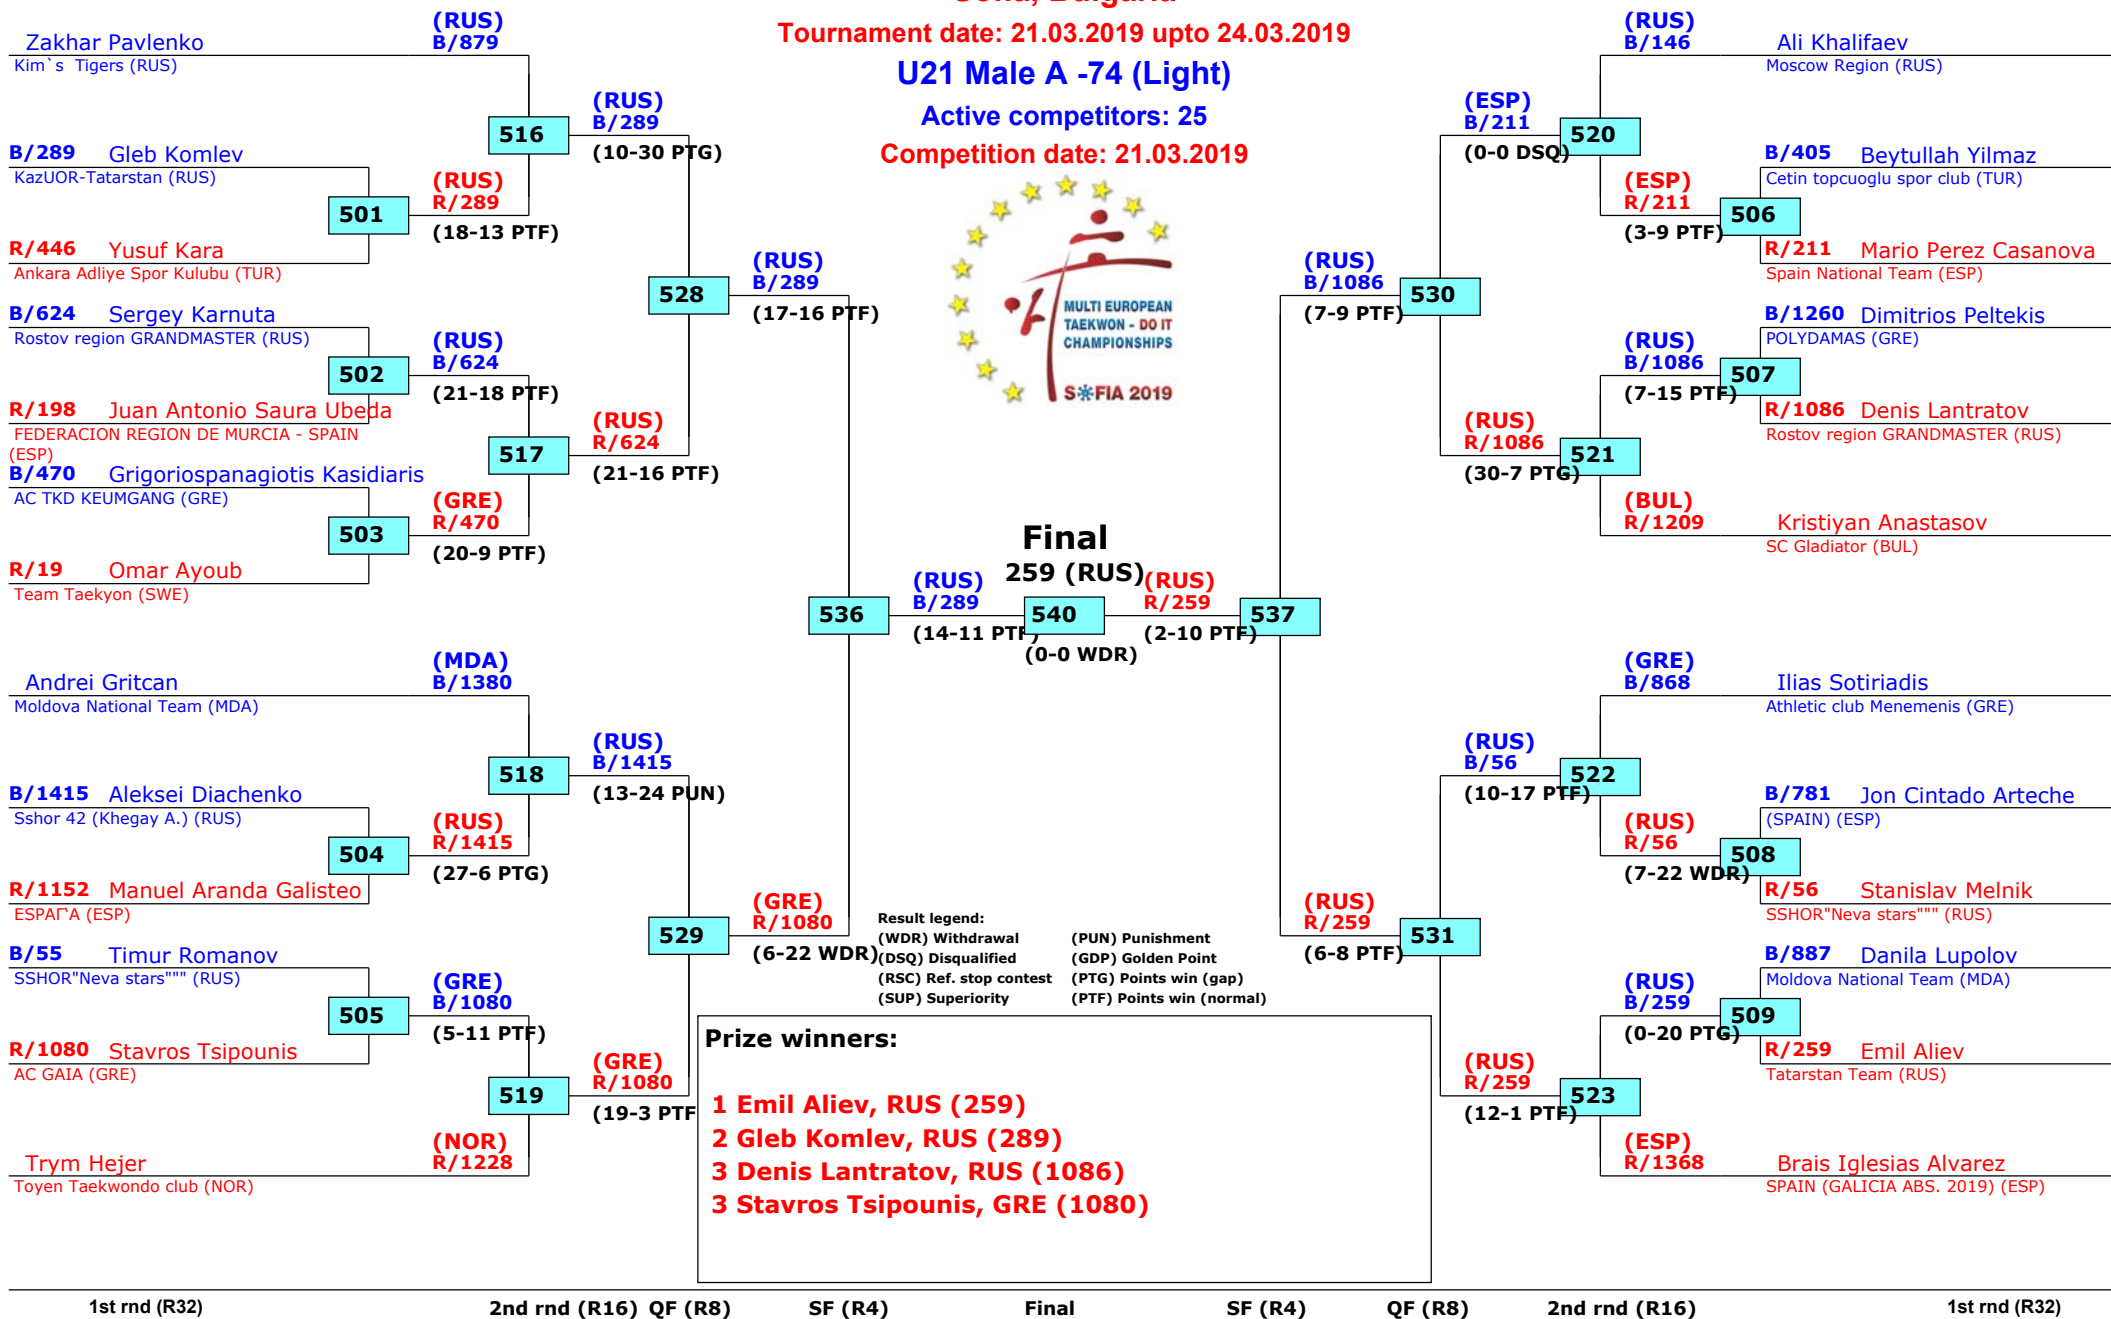 Sofia, Bulgaria
Tournament date: 21.03.2019 upto 24.03.2019
U21 Male A -74 (Light)
Active competitors: 25
Competition date: 21.03.2019
MULTI EUROPEAN
TAEKWON - DO IT
CHAMPIONSHIPS
SOFIA 2019
Zakhar Pavlenko
Kim`s Tigers (RUS)
(RUS)
B/879
B/289 Gleb Komlev
KazUOR-Tatarstan (RUS)
501
R/446 Yusuf Kara
Ankara Adliye Spor Kulubu (TUR)
(RUS)
R/289
(18-13 PTF)
516
(RUS)
B/289
(10-30 PTG)
B/624 Sergey Karnuta
Rostov region GRANDMASTER (RUS)
502
R/198 Juan Antonio Saura Ubeda
FEDERACION REGION DE MURCIA - SPAIN
(ESP)
(RUS)
B/624
(21-18 PTF)
B/470 Grigoriospanagiotis Kasidiaris
AC TKD KEUMGANG (GRE)
503
R/19 Omar Ayoub
Team Taekyon (SWE)
(GRE)
R/470
(20-9 PTF)
517
(RUS)
R/624
(21-16 PTF)
528
(RUS)
B/289
(17-16 PTF)
Andrei Gritcan
Moldova National Team (MDA)
(MDA)
B/1380
B/1415 Aleksei Diachenko
Sshor 42 (Khegay A.) (RUS)
504
R/1152 Manuel Aranda Galisteo
ESPAГ'A (ESP)
(RUS)
R/1415
(27-6 PTG)
518
(RUS)
B/1415
(13-24 PUN)
B/55 Timur Romanov
SSHOR"Neva stars""" (RUS)
505
R/1080 Stavros Tsipounis
AC GAIA (GRE)
(GRE)
B/1080
(5-11 PTF)
519
Trym Hejer
Toyen Taekwondo club (NOR)
(NOR)
R/1228
(GRE)
R/1080
(19-3 PTF
529
(GRE)
R/1080
(6-22 WDR)
536
(RUS)
B/289
(14-11 PTF)
Final
259 (RUS)
540
(0-0 WDR)
(RUS)
R/259
(2-10 PTF)
537
(RUS)
B/1086
(7-9 PTF)
530
(ESP)
B/211
(0-0 DSQ)
520
(RUS)
B/146
Ali Khalifaev
Moscow Region (RUS)
B/405 Beytullah Yilmaz
Cetin topcuoglu spor club (TUR)
(ESP)
R/211
(3-9 PTF)
506
R/211 Mario Perez Casanova
Spain National Team (ESP)
B/1260 Dimitrios Peltekis
POLYDAMAS (GRE)
(RUS)
B/1086
(7-15 PTF)
507
R/1086 Denis Lantratov
Rostov region GRANDMASTER (RUS)
(RUS)
R/1086
(30-7 PTG)
521
(BUL)
R/1209
Kristiyan Anastasov
SC Gladiator (BUL)
(GRE)
B/868
Ilias Sotiriadis
Athletic club Menemenis (GRE)
(RUS)
B/56
(10-17 PTF)
522
B/781 Jon Cintado Arteche
(SPAIN) (ESP)
(RUS)
R/56
(7-22 WDR)
508
R/56 Stanislav Melnik
SSHOR"Neva stars""" (RUS)
(RUS)
R/259
(6-8 PTF)
531
B/887 Danila Lupolov
Moldova National Team (MDA)
(RUS)
B/259
(0-20 PTG)
509
R/259 Emil Aliev
Tatarstan Team (RUS)
(RUS)
R/259
(12-1 PTF)
523
(ESP)
R/1368
Brais Iglesias Alvarez
SPAIN (GALICIA ABS. 2019) (ESP)
Result legend:
(WDR) Withdrawal (PUN) Punishment
(DSQ) Disqualified (GDP) Golden Point
(RSC) Ref. stop contest (PTG) Points win (gap)
(SUP) Superiority (PTF) Points win (normal)
Prize winners:
1 Emil Aliev, RUS (259)
2 Gleb Komlev, RUS (289)
3 Denis Lantratov, RUS (1086)
3 Stavros Tsipounis, GRE (1080)
1st rnd (R32) 2nd rnd (R16) QF (R8) SF (R4) Final SF (R4) QF (R8) 2nd rnd (R16) 1st rnd (R32)